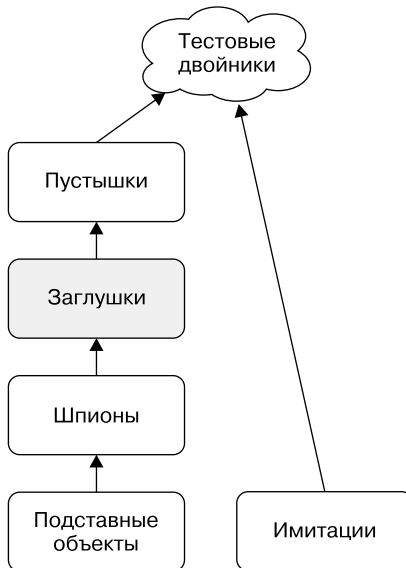 Тестовые
двойники
Пустышки
Заглушки
Шпионы
Подставные
объекты
Имитации